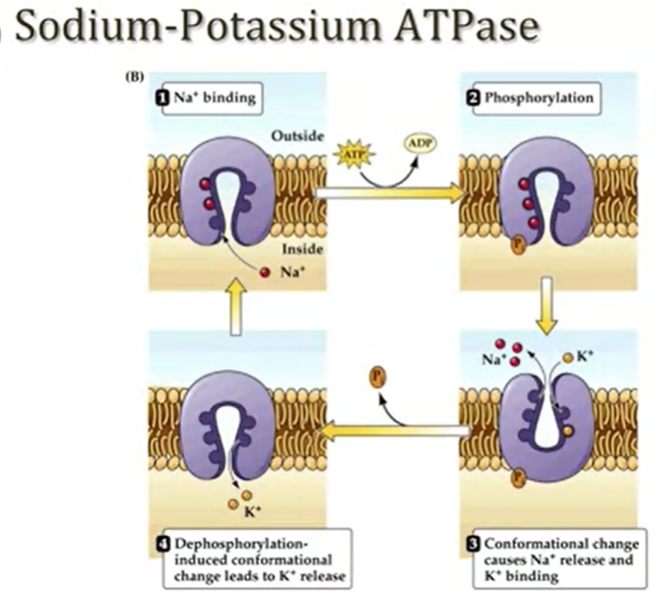 Sodium-Potassium ATPase
(B)
1 Na⁺ binding
Outside
ATP
ADP
2 Phosphorylation
P
Inside
Na⁺
Na⁺
K⁺
Pi
P
K⁺
4 Dephosphorylation-
induced conformational
change leads to K⁺ release
3 Conformational change
causes Na⁺ release and
K⁺ binding